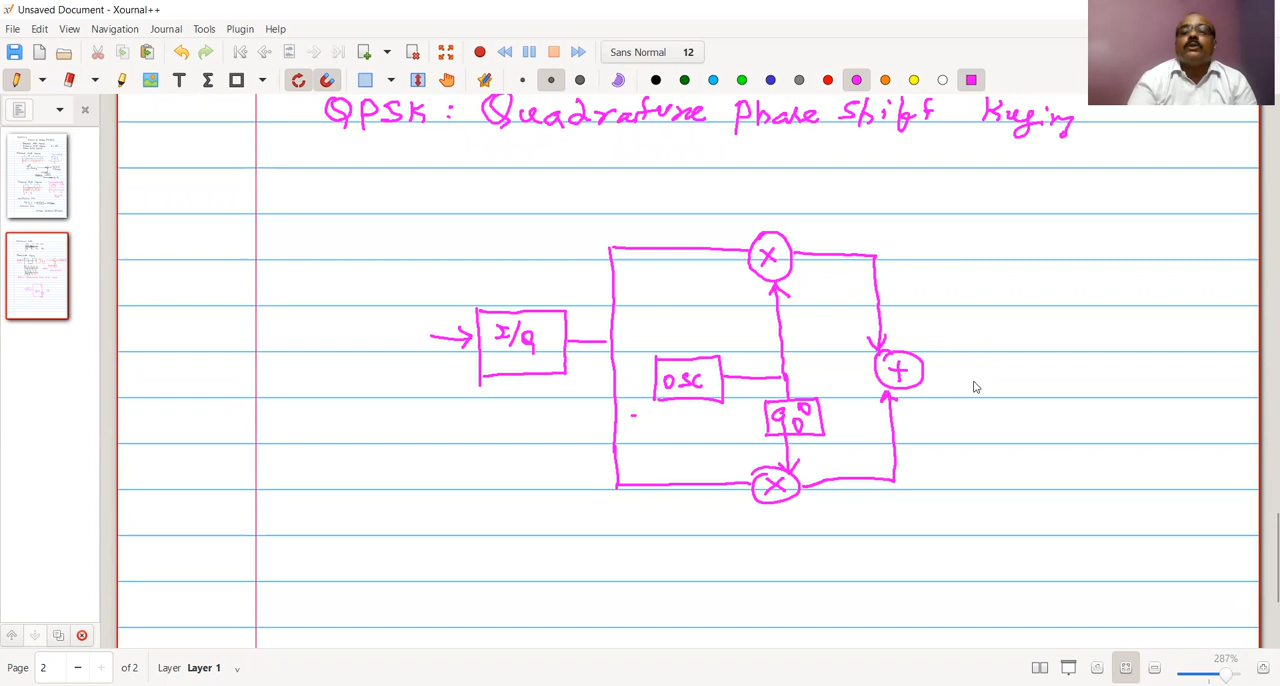 Unsaved Document - Xournal++
File Edit View Navigation Journal Tools Plugin Help
Sans Normal 12
QPSK : Quadrature Phase Shift Keying
I/Q
OSC
90°
X
X
+
Page 2 of 2 Layer Layer 1 287%